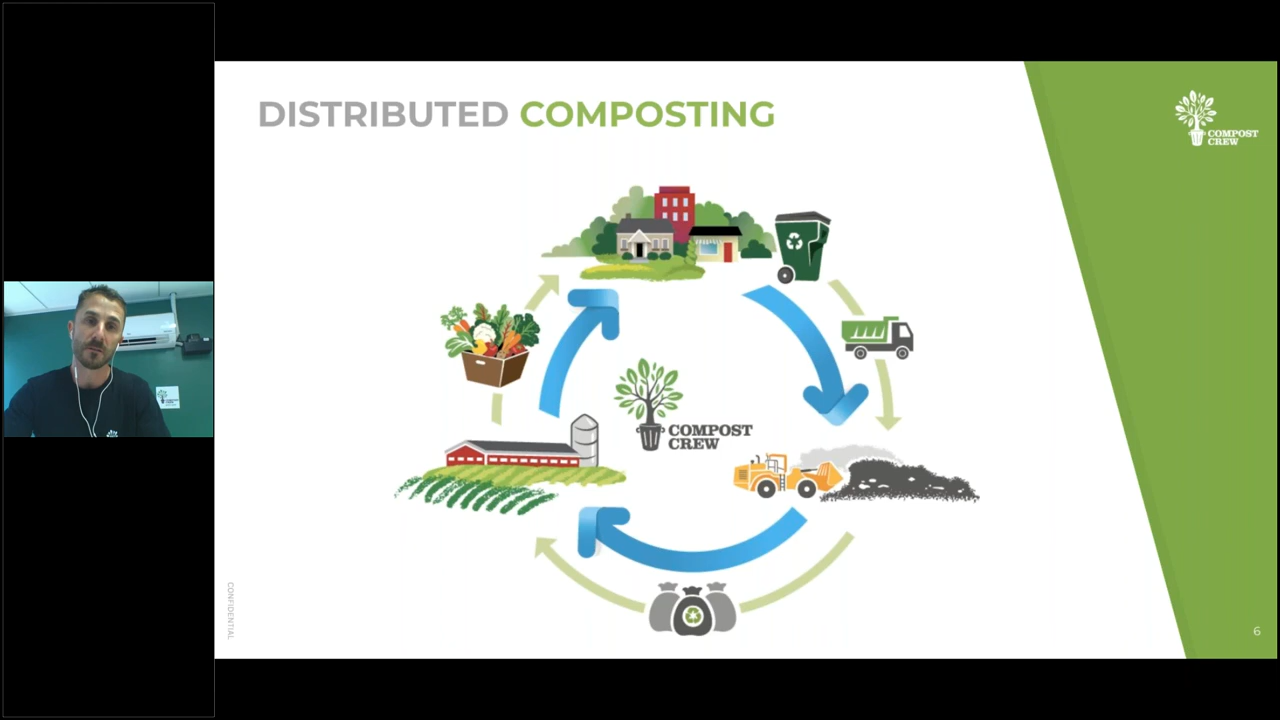 DISTRIBUTED COMPOSTING
COMPOST
CREW
COMPOST
CREW
CONFIDENTIAL
6